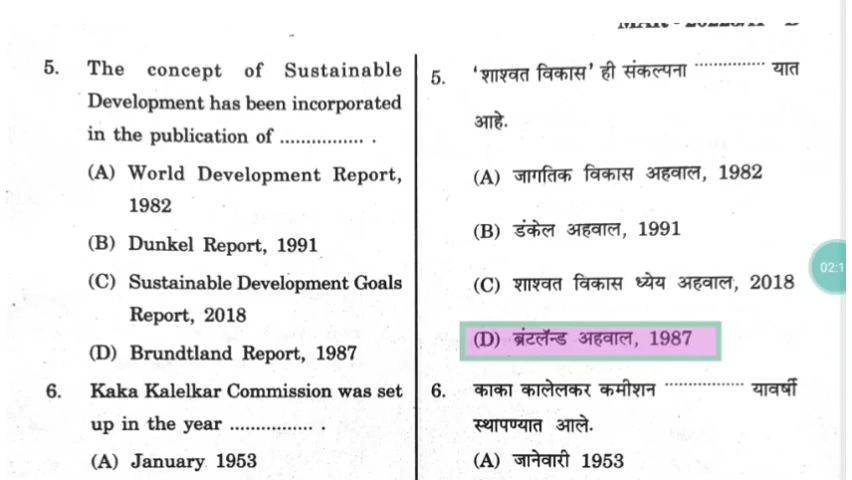 5. The concept of Sustainable
Development has been incorporated
in the publication of ................. .
(A) World Development Report,
1982
(B) Dunkel Report, 1991
(C) Sustainable Development Goals
Report, 2018
(D) Brundtland Report, 1987
6. Kaka Kalelkar Commission was set
up in the year ................. .
(A) January 1953
5. 'शाश्वत विकास' ही संकल्पना ............... यात
आहे.
(A) जागतिक विकास अहवाल, 1982
(B) डंकेल अहवाल, 1991
(C) शाश्वत विकास ध्येय अहवाल, 2018
(D) ब्रंटलॅन्ड अहवाल, 1987
6. काका कालेलकर कमीशन ................. यावर्षी
स्थापण्यात आले.
(A) जानेवारी 1953
02:1